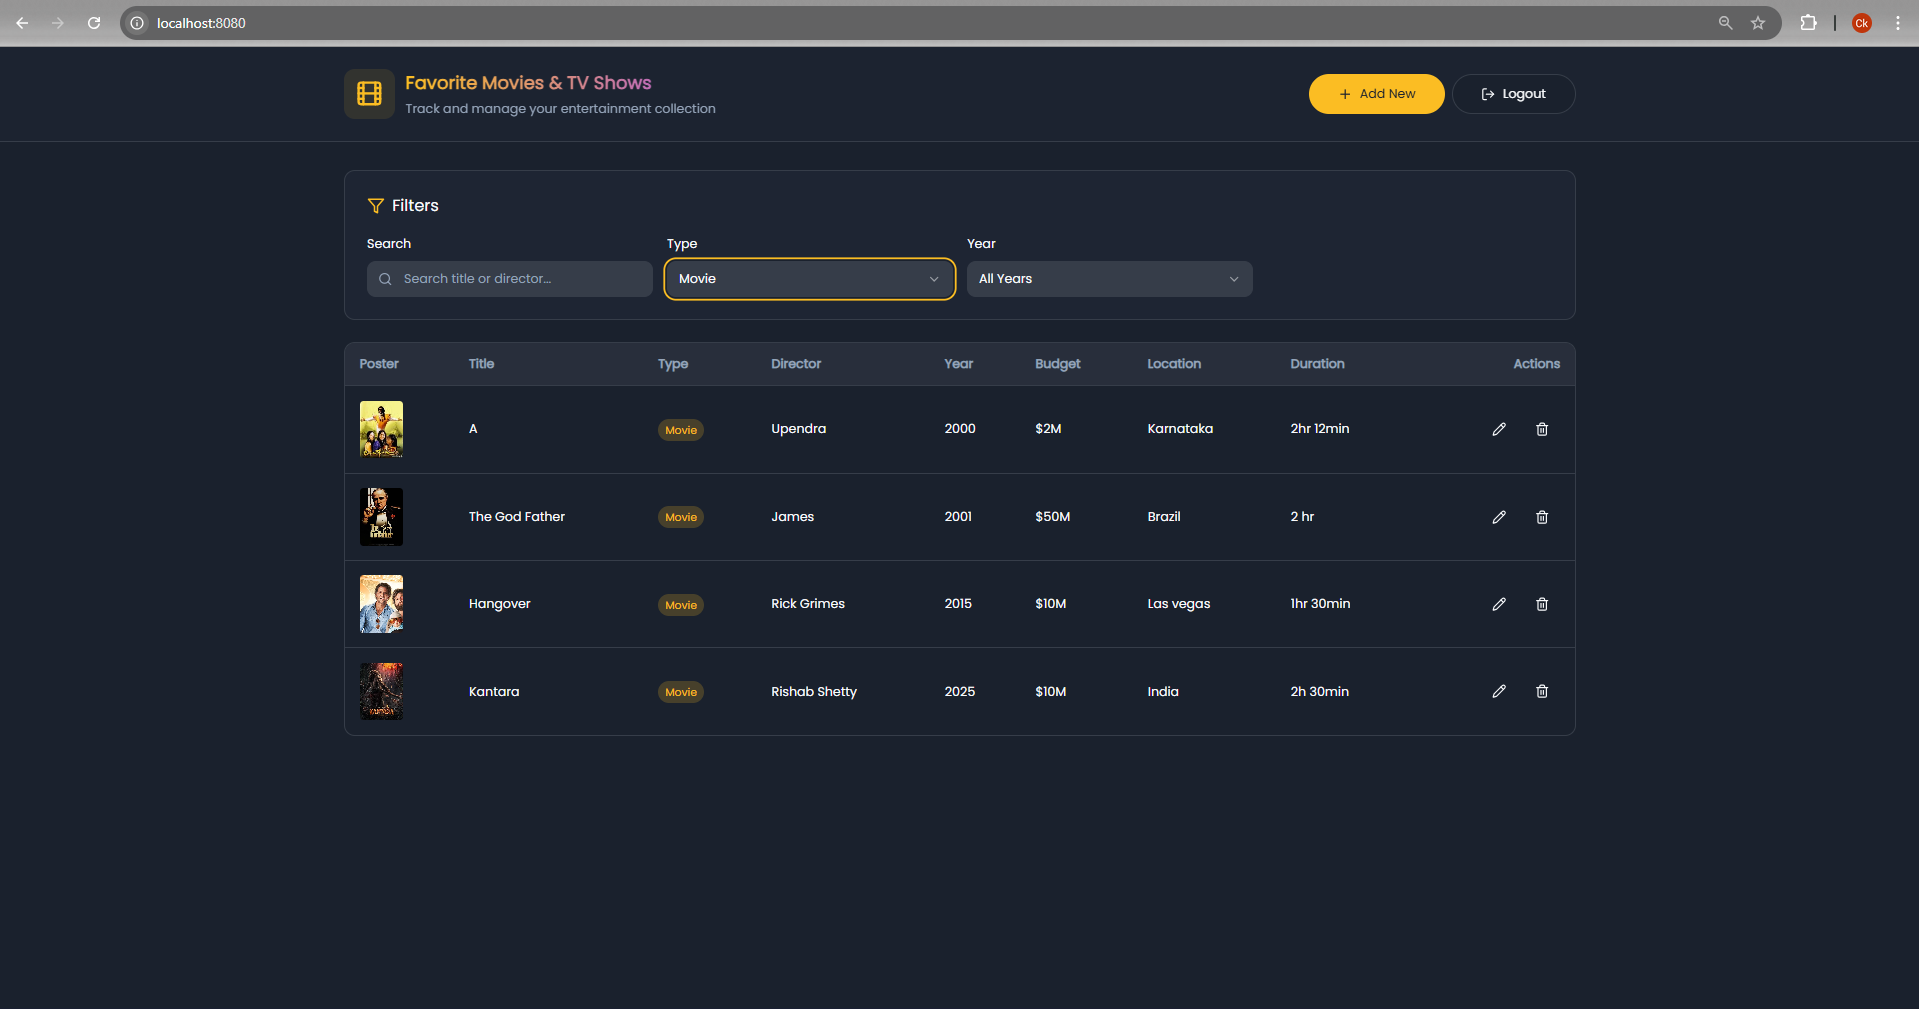 localhost:8080
Ck
Favorite Movies & TV Shows
Track and manage your entertainment collection
+ Add New
Logout
Filters
Search
Type
Year
Search title or director...
Movie
All Years
Poster Title Type Director Year Budget Location Duration Actions
A Movie Upendra 2000 $2M Karnataka 2hr 12min
The God Father Movie James 2001 $50M Brazil 2 hr
Hangover Movie Rick Grimes 2015 $10M Las vegas 1hr 30min
Kantara Movie Rishab Shetty 2025 $10M India 2h 30min